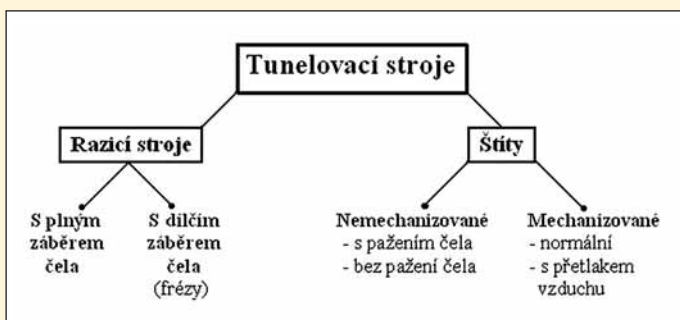 Tunelovací stroje
Razicí stroje
Štíty
S plným
záběrem
čela
S dílčím
záběrem
čela
(frézy)
Nemechanizované
- s pažením čela
- bez pažení čela
Mechanizované
- normální
- s přetlakem
vzduchu